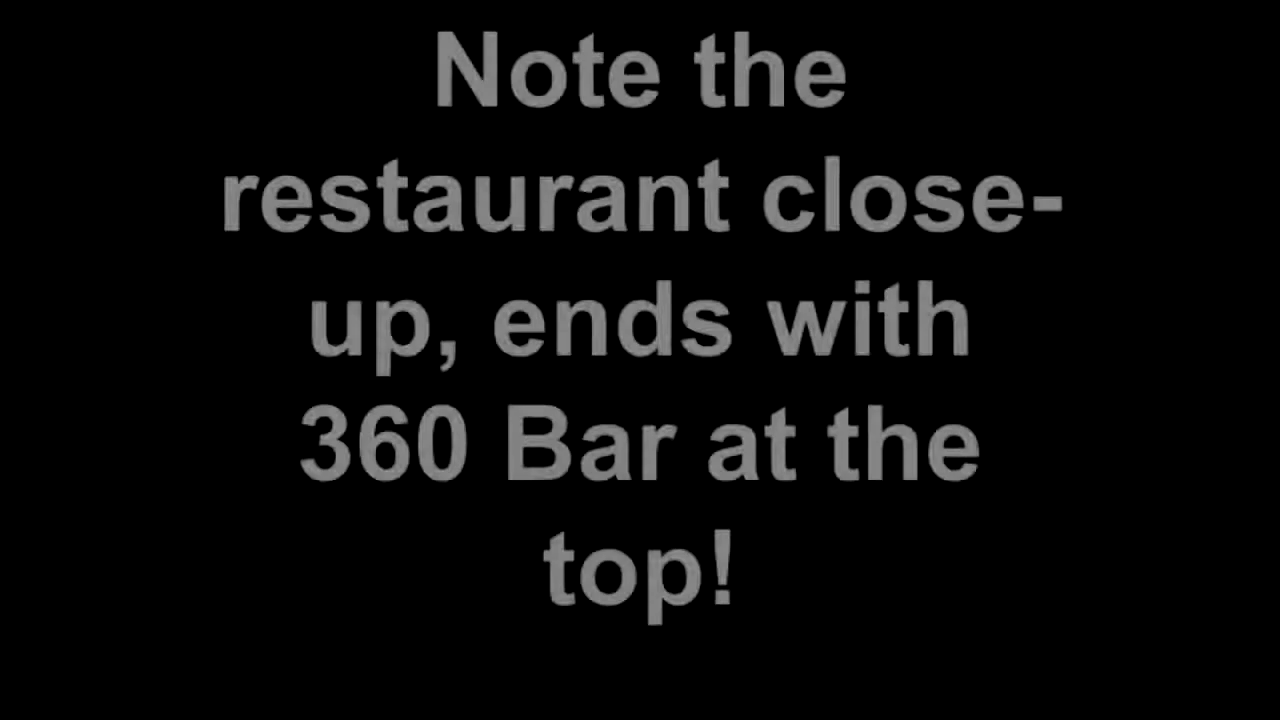 Note the
restaurant close-
up, ends with
360 Bar at the
top!